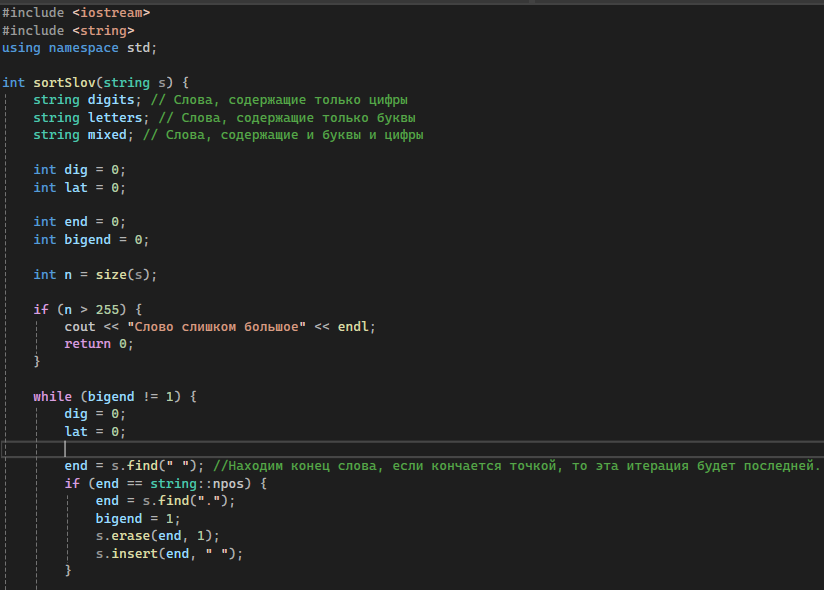 #include <iostream>
#include <string>
using namespace std;
int sortSlov(string s) {
string digits; // Слова, содержащие только цифры
string letters; // Слова, содержащие только буквы
string mixed; // Слова, содержащие и буквы и цифры
int dig = 0;
int lat = 0;
int end = 0;
int bigend = 0;
int n = size(s);
if (n > 255) {
cout << "Слово слишком большое" << endl;
return 0;
}
while (bigend != 1) {
dig = 0;
lat = 0;
end = s.find(" "); //Находим конец слова, если кончается точкой, то эта итерация будет последней.
if (end == string::npos) {
end = s.find(".");
bigend = 1;
s.erase(end, 1);
s.insert(end, " ");
}